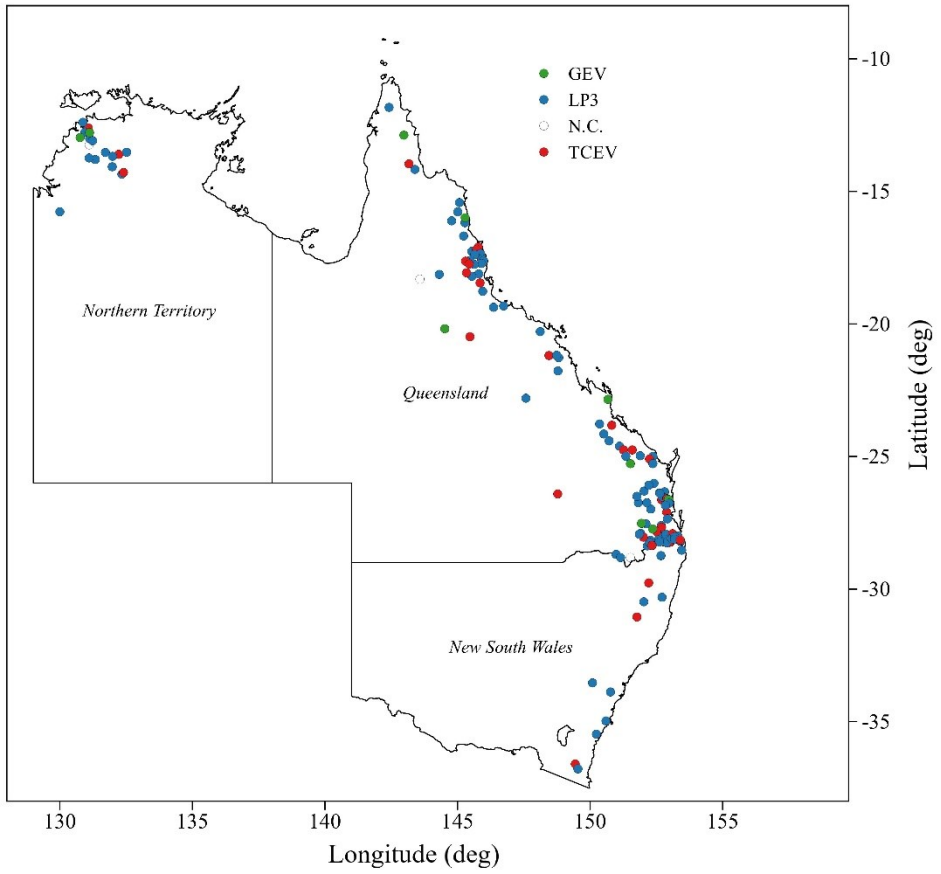 -10
GEV
LP3
N.C.
TCEV
-15
Northern Territory
-20
Queensland
Latitude (deg)
-25
-30
New South Wales
-35
130 135 140 145 150 155
Longitude (deg)